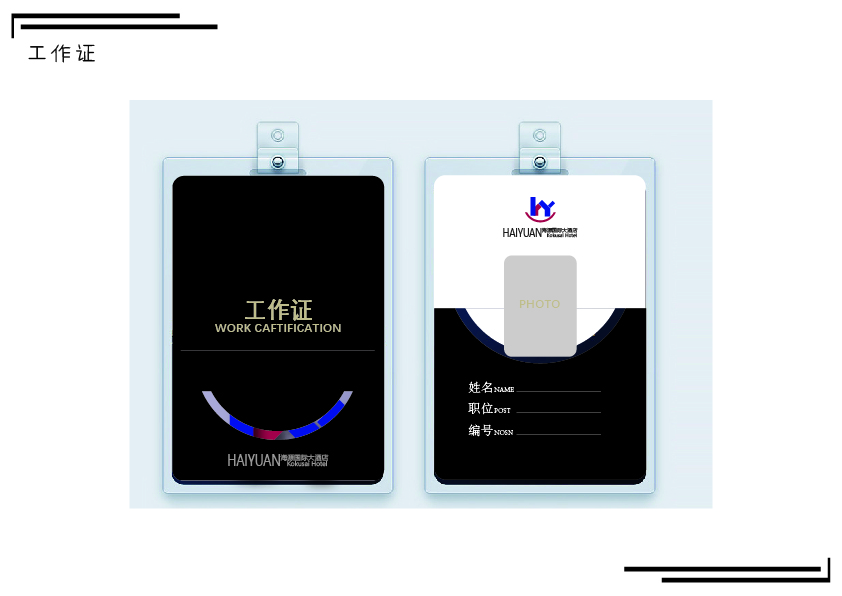 工作证
工作证
WORK CAFTIFICATION
HAIYUAN 海源国际大酒店
Kokusai Hotel
HAIYUAN 海源国际大酒店
Kokusai Hotel
PHOTO
姓名NAME
职位POST
编号NOSN